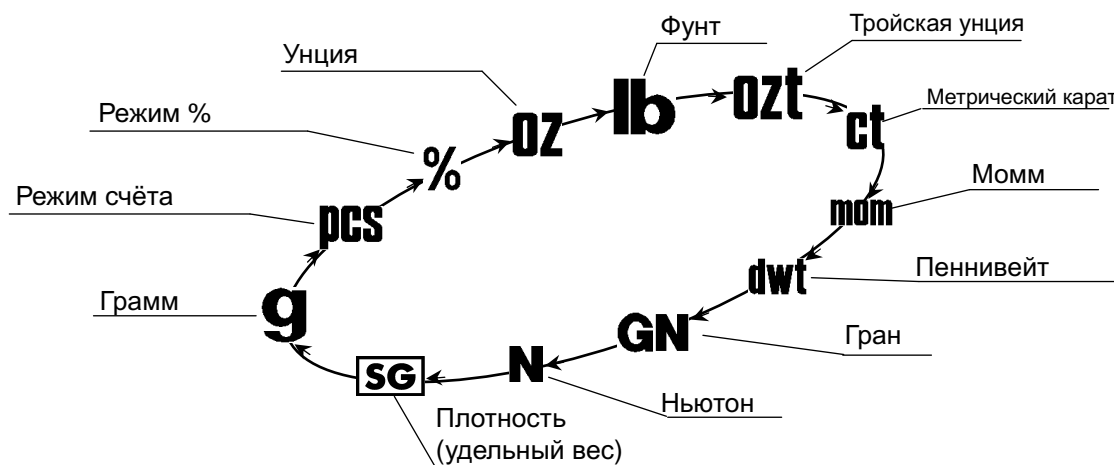 Фунт
Тройская унция
Унция
lb
ozt
Метрический карат
Режим %
oz
ct
%
Момм
Режим счёта
pcs
mom
Пеннивейт
dwt
Грамм
g
GN
Гран
N
SG
Ньютон
Плотность
(удельный вес)